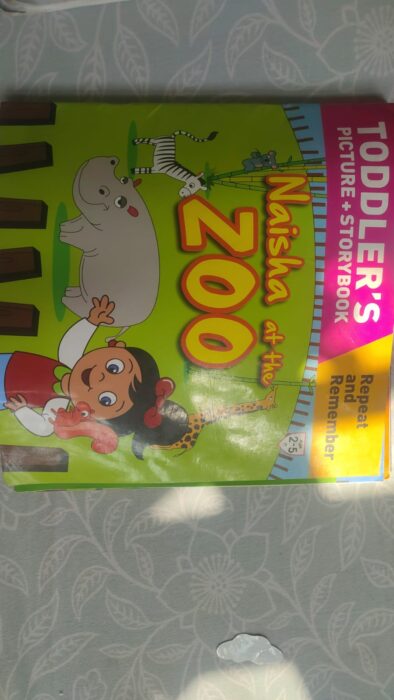 TODDLER'S
PICTURE + STORYBOOK
Repeat
and
Remember
Naisha at the
ZOO
2-5